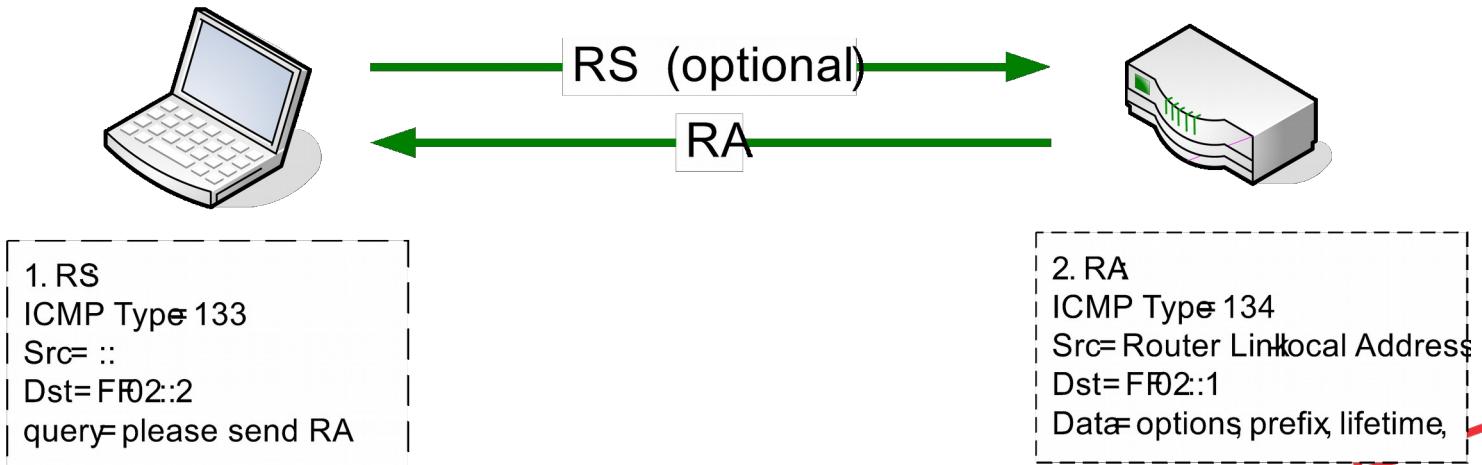 RS (optional)
RA
1. RS:
ICMP Type= 133
Src= ::
Dst= FF02::2
query= please send RA
2. RA:
ICMP Type= 134
Src= Router Link-local Address
Dst= FF02::1
Data= options, prefix, lifetime,